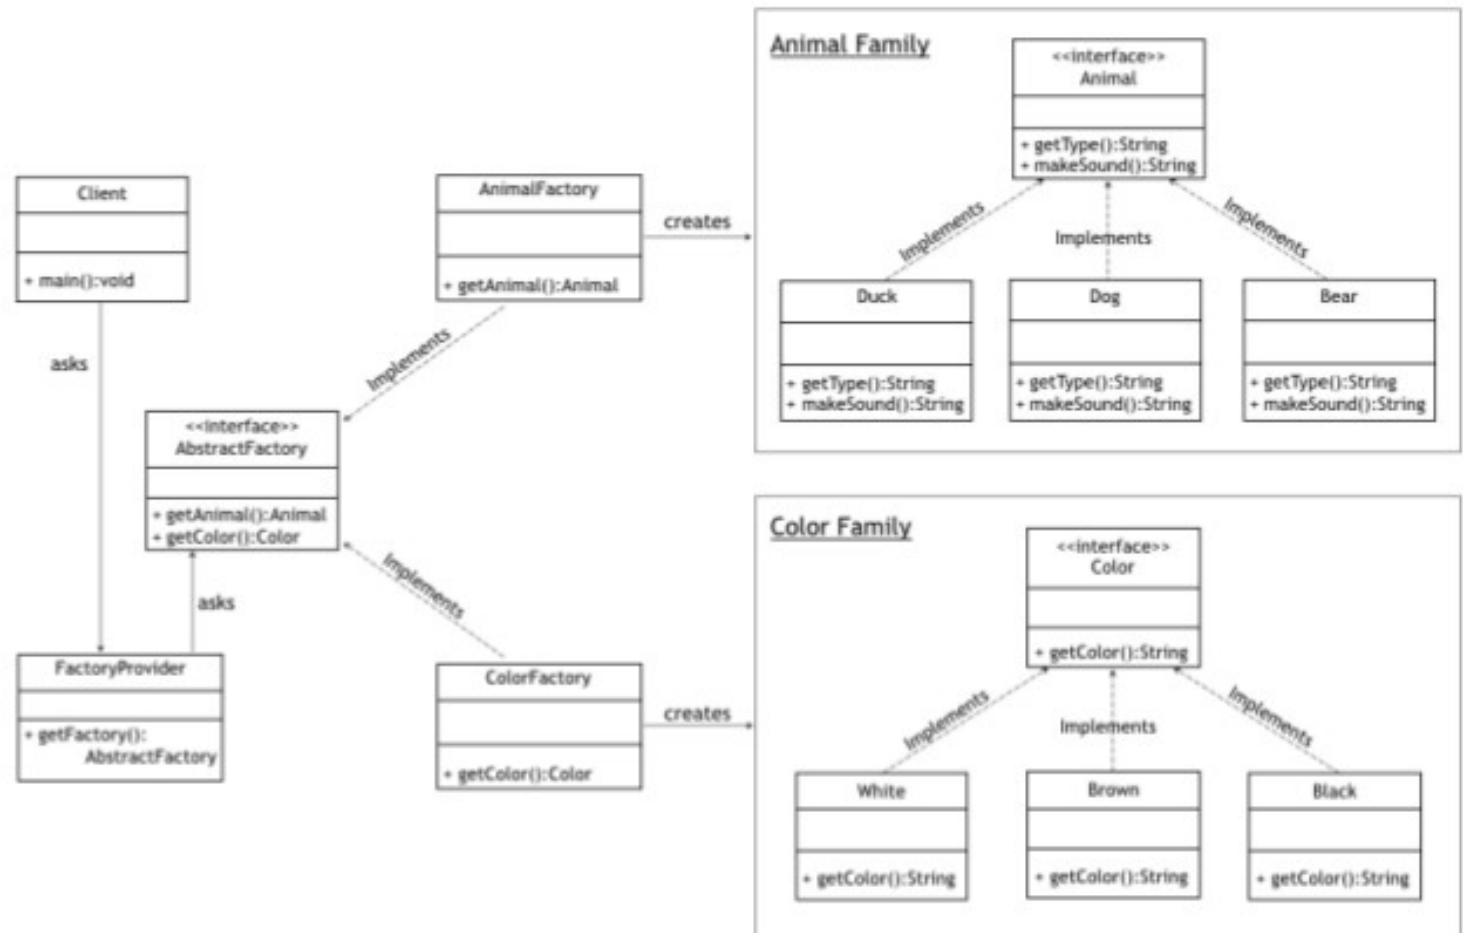 Animal Family
<<interface>>
Animal
+ getType():String
+ makeSound():String
Implements
Implements
Implements
Duck
+ getType():String
+ makeSound():String
Dog
+ getType():String
+ makeSound():String
Bear
+ getType():String
+ makeSound():String
Client
+ main():void
asks
AnimalFactory
+ getAnimal():Animal
creates
Implements
<<interface>>
AbstractFactory
+ getAnimal():Animal
+ getColor():Color
asks
Implements
FactoryProvider
+ getFactory():
AbstractFactory
ColorFactory
+ getColor():Color
creates
Color Family
<<interface>>
Color
+ getColor():String
Implements
Implements
Implements
White
+ getColor():String
Brown
+ getColor():String
Black
+ getColor():String